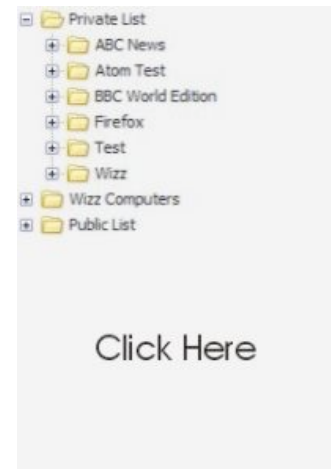 Private List
ABC News
Atom Test
BBC World Edition
Firefox
Test
Wizz
Wizz Computers
Public List
Click Here